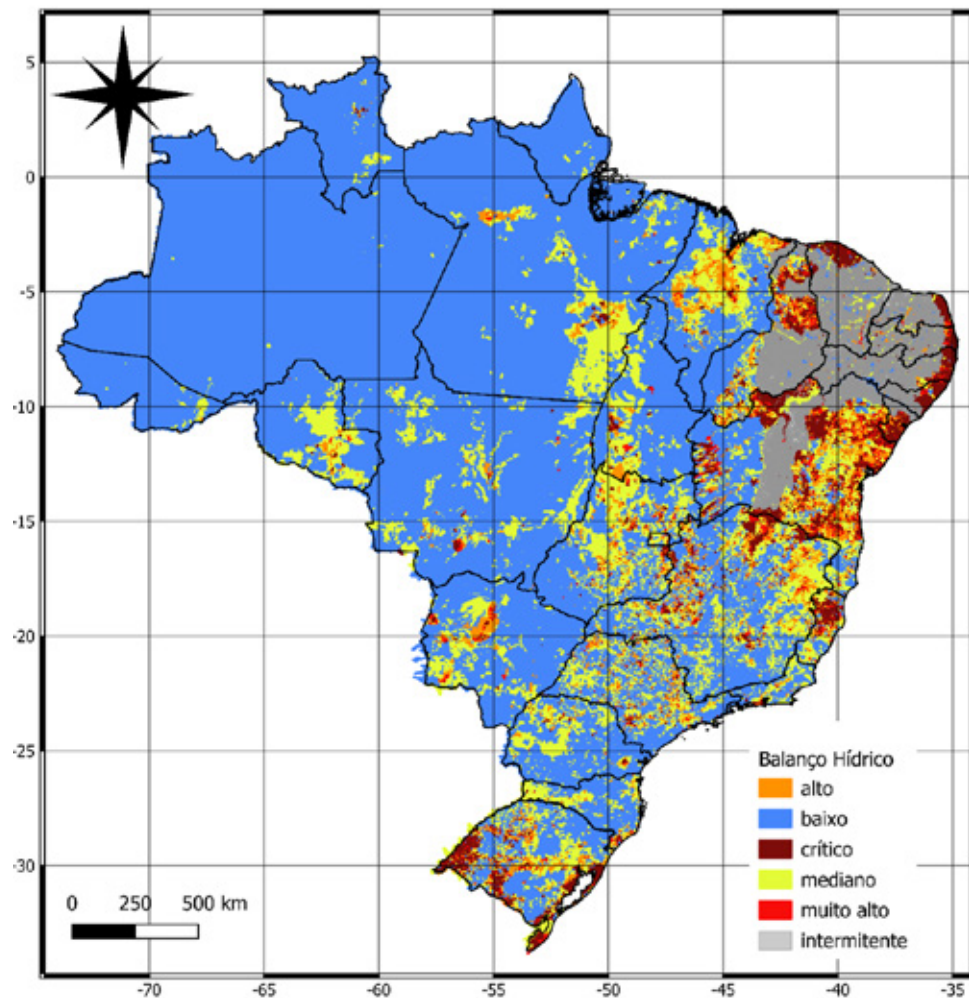 5
0
-5
-10
-15
-20
-25
-30
Balanço Hídrico
alto
baixo
crítico
mediano
muito alto
intermitente
0 250 500 km
-70 -65 -60 -55 -50 -45 -40 -35